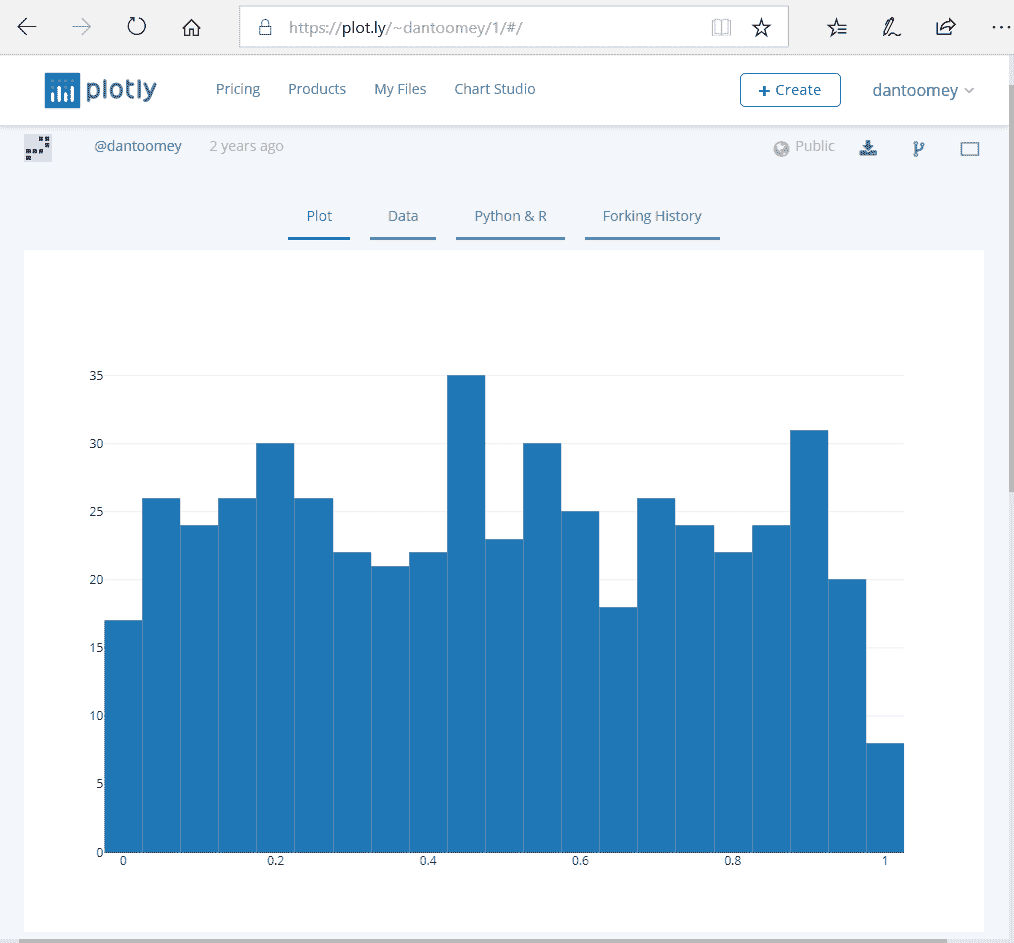 https://plot.ly/~dantoomey/1/#/
plotly Pricing Products My Files Chart Studio + Create dantoomey
@dantoomey 2 years ago Public
Plot Data Python & R Forking History
35
30
25
20
15
10
5
0
0 0.2 0.4 0.6 0.8 1